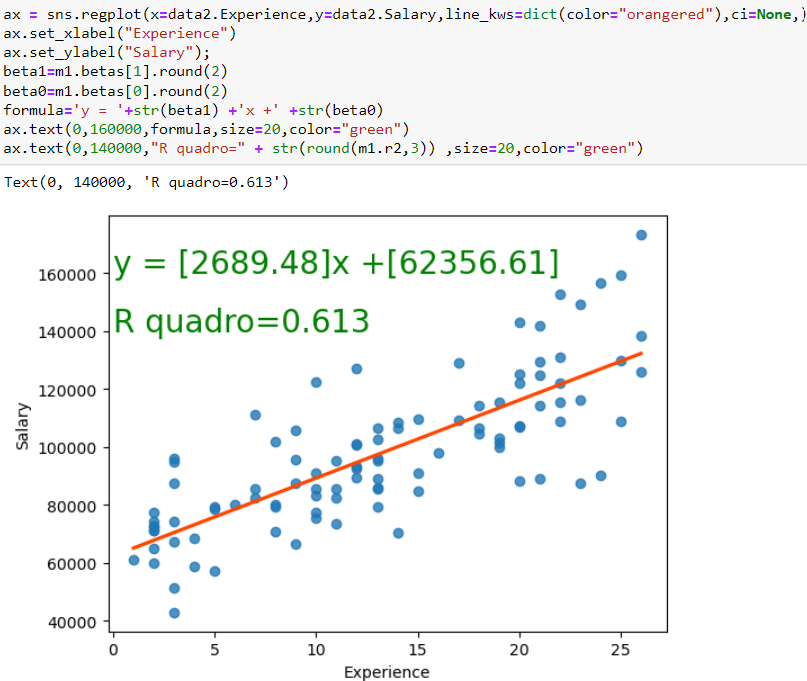 ax = sns.regplot(x=data2.Experience,y=data2.Salary,line_kws=dict(color="orangered"),ci=None,)
ax.set_xlabel("Experience")
ax.set_ylabel("Salary");
beta1=m1.betas[1].round(2)
beta0=m1.betas[0].round(2)
formula='y = '+str(beta1) +'x +' +str(beta0)
ax.text(0,160000,formula,size=20,color="green")
ax.text(0,140000,"R quadro=" + str(round(m1.r2,3)) ,size=20,color="green")
Text(0, 140000, 'R quadro=0.613')
y = [2689.48]x +[62356.61]
R quadro=0.613
160000
140000
120000
100000
80000
60000
40000
Salary
0 5 10 15 20 25
Experience